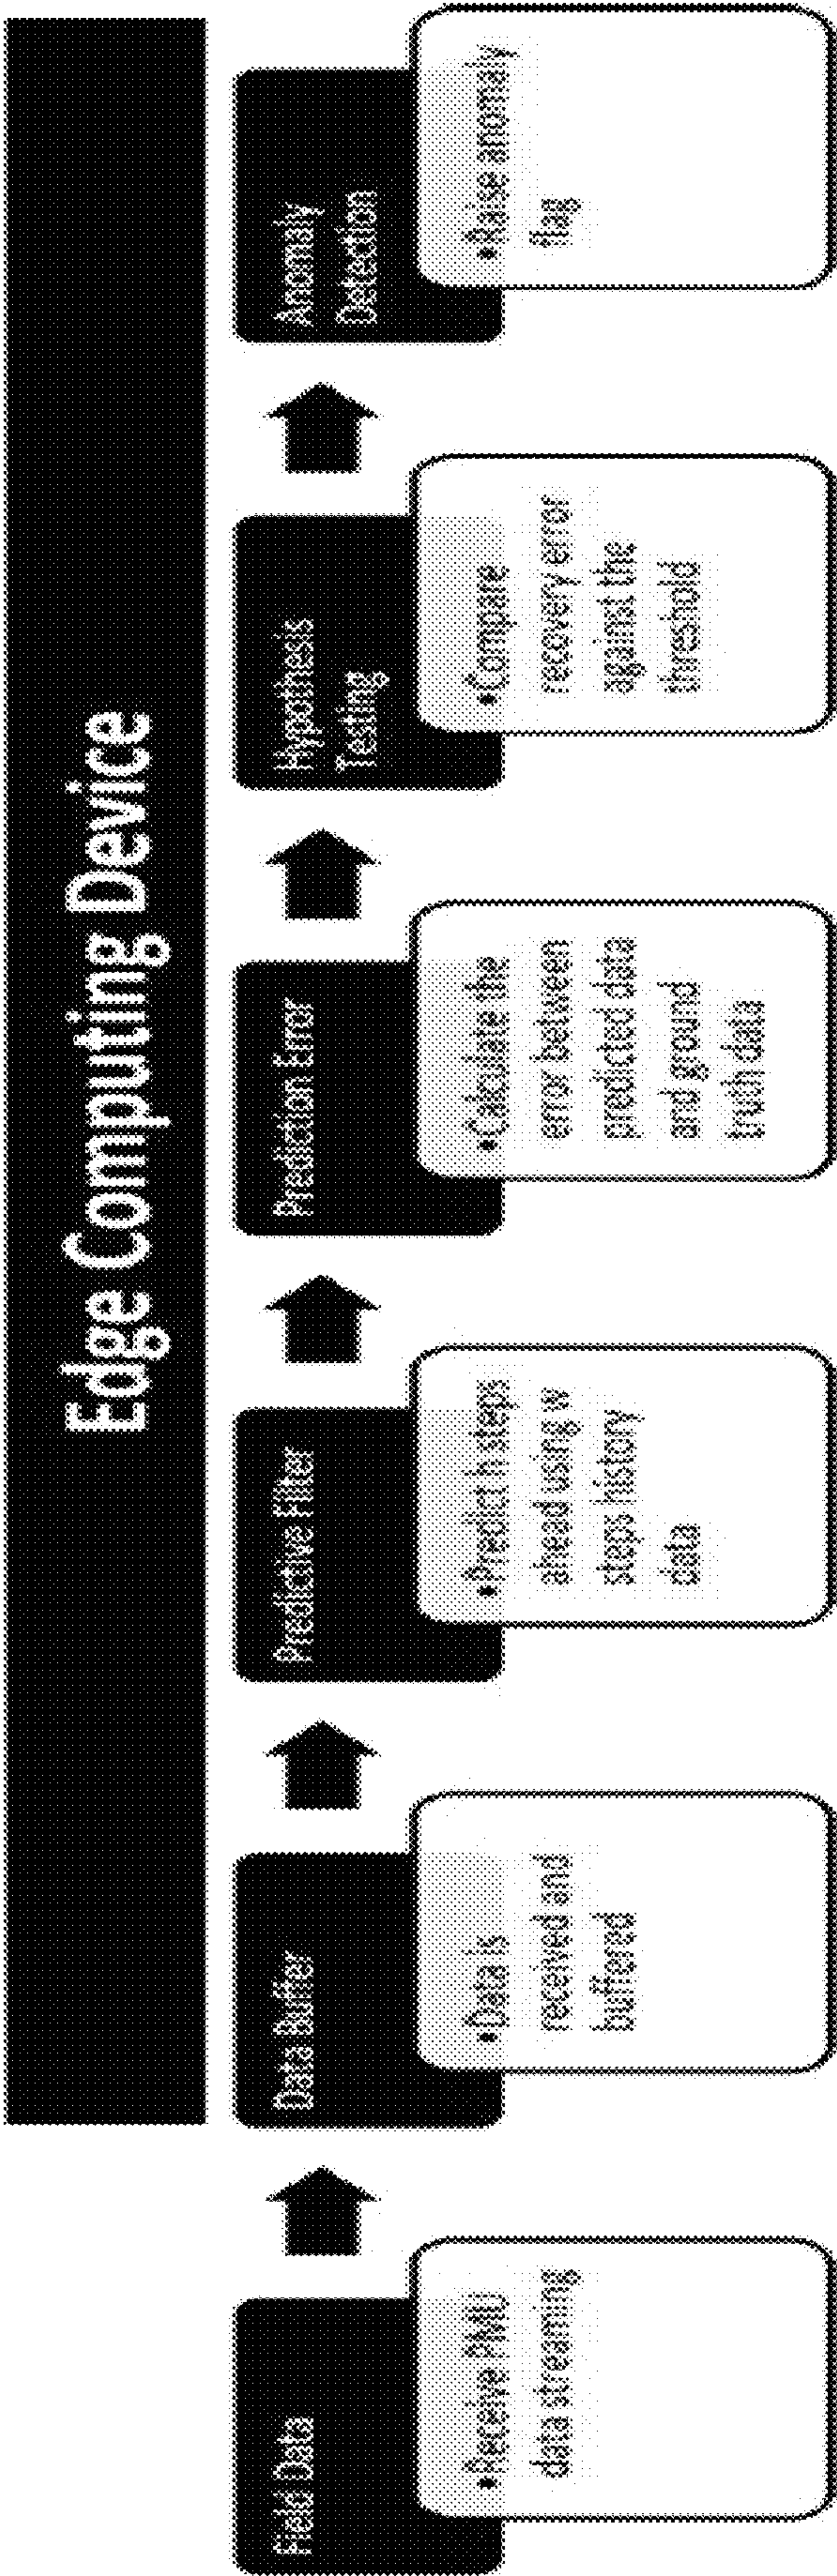 Edge Computing Device
Field Data
•Receive PMU
data streaming
Data Buffer
•Data is
received and
buffered
Predictive Filter
•Predict h steps
ahead using w
steps history
data
Prediction Error
•Calculate the
error between
predicted data
and ground
truth data
Hypothesis
Testing
•Compare
recovery error
against the
threshold
Anomaly
Detection
•Raise anomaly
flag